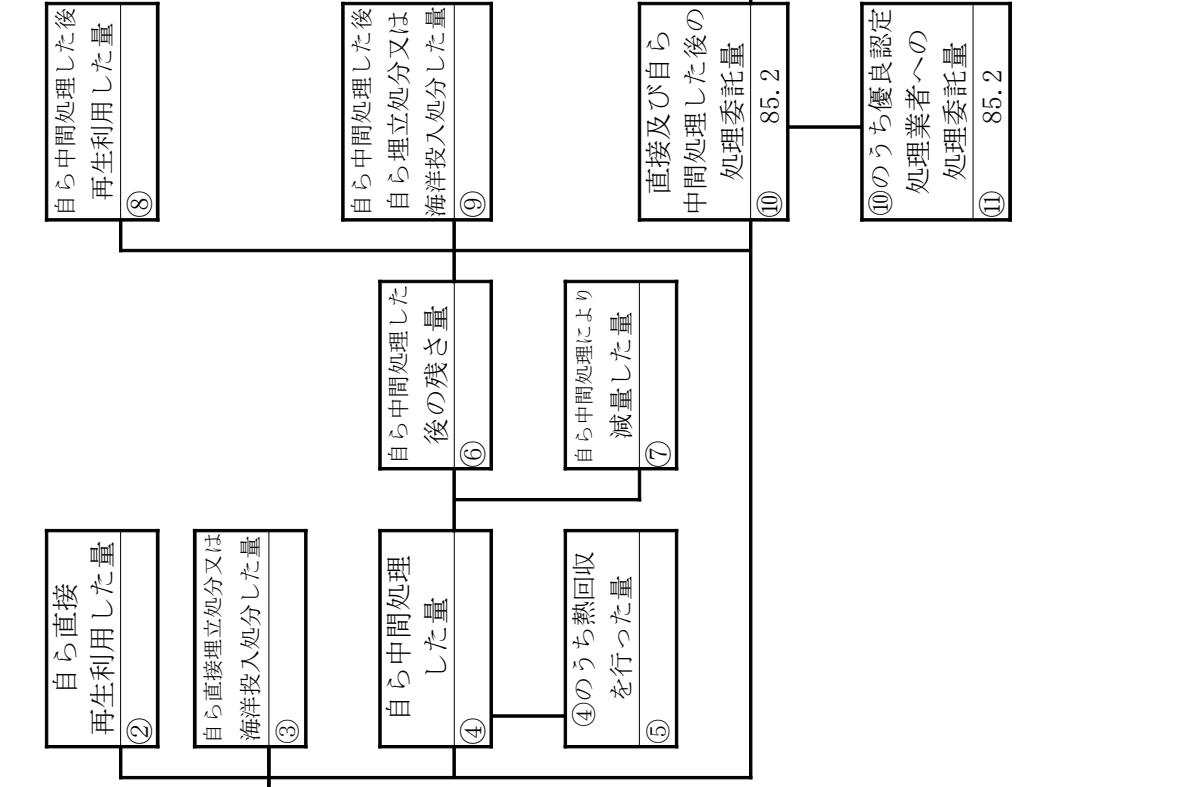 自ら直接
再生利用した量
②
自ら直接埋立処分又は
海洋投入処分した量
③
自ら中間処理
した量
④
④のうち熱回収
を行った量
⑤
自ら中間処理した
後の残さ量
⑥
自ら中間処理により
減量した量
⑦
自ら中間処理した後
再生利用した量
⑧
自ら中間処理した後
自ら埋立処分又は
海洋投入処分した量
⑨
直接及び自ら
中間処理した後の
処理委託量
⑩ 85.2
⑩のうち優良認定
処理業者への
処理委託量
⑪ 85.2